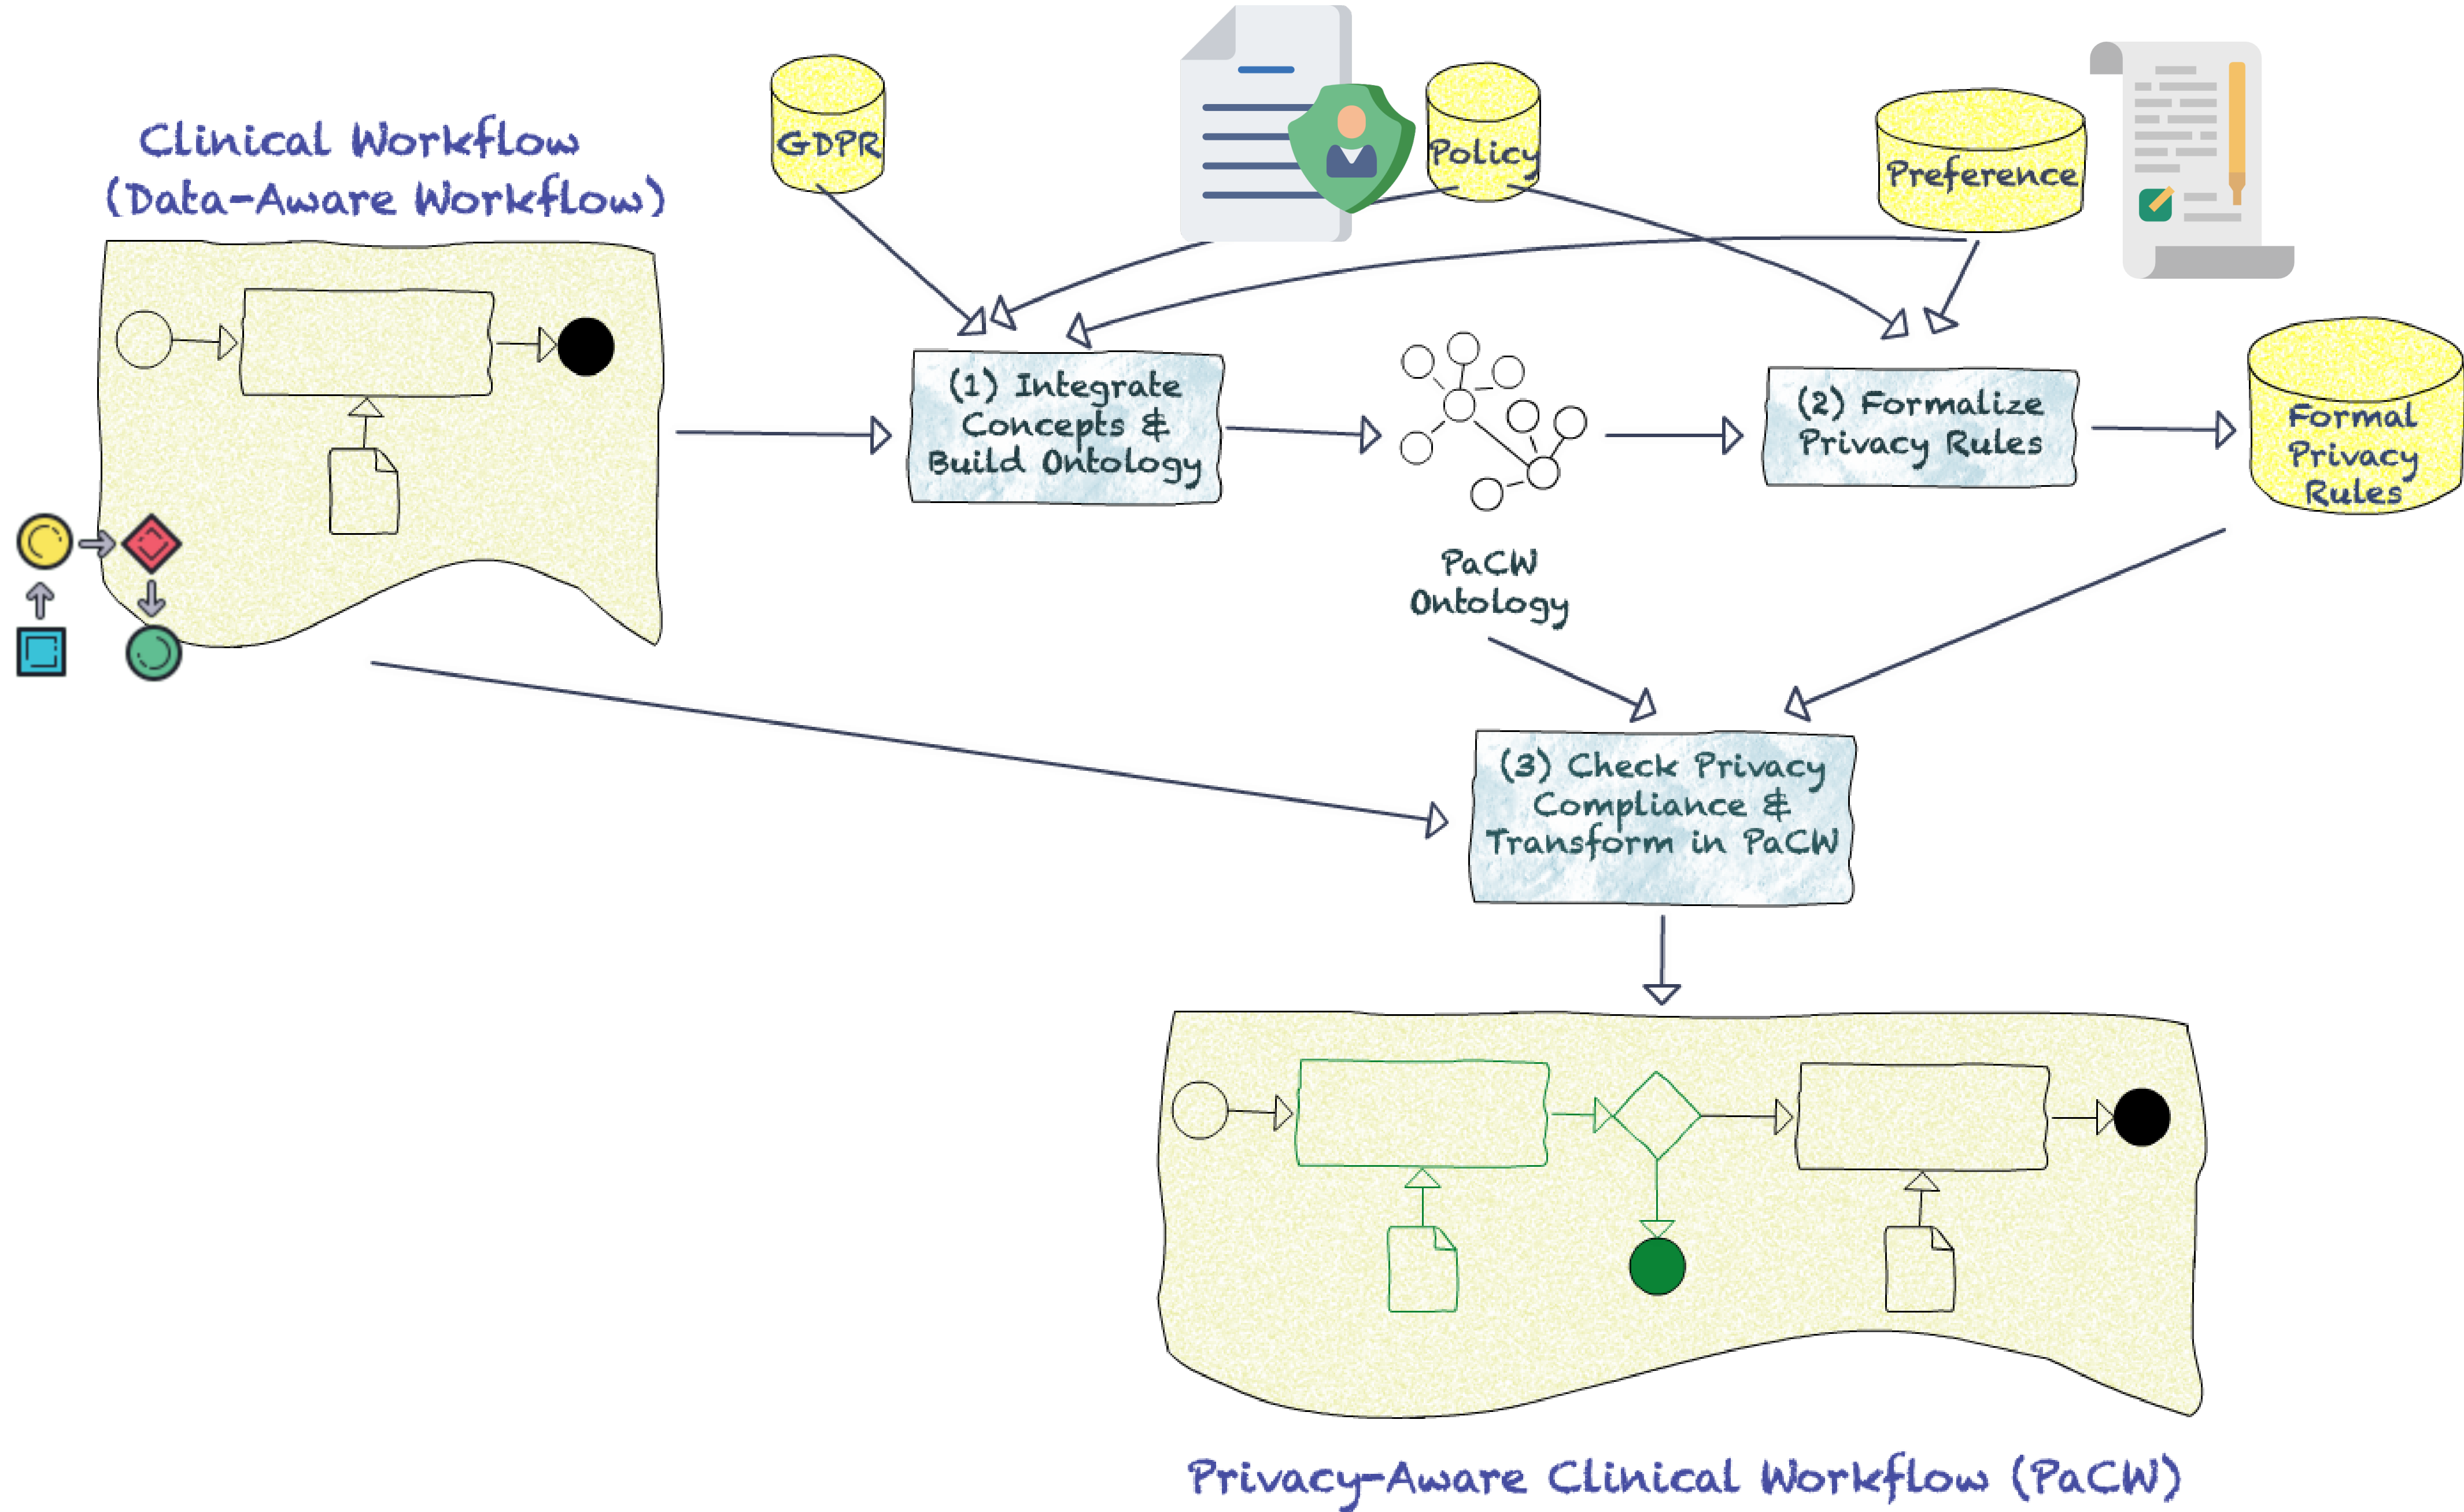 Clinical Workflow
(Data-Aware Workflow)
GDPR
Policy
Preference
(1) Integrate
Concepts &
Build Ontology
PaCW
Ontology
(2) Formalize
Privacy Rules
Formal
Privacy
Rules
(3) Check Privacy
Compliance &
Transform in PaCW
Privacy-Aware Clinical Workflow (PaCW)